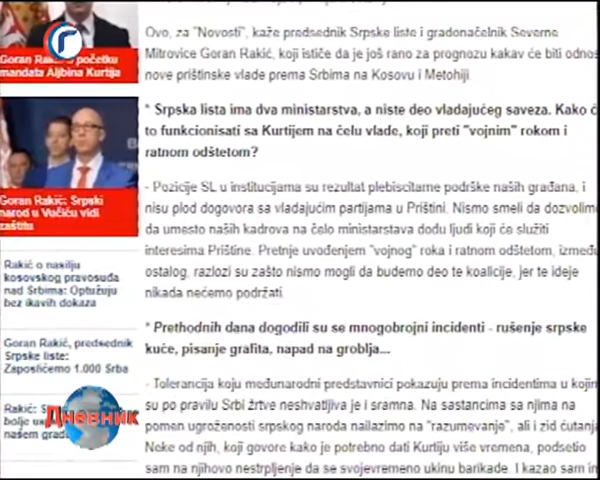 Goran Rakić o početku
mandata Aljbina Kurtija
Goran Rakić: Srpski
narod u Vučiću vidi
zaštitu
Rakić o nasilju
kosovskog pravosuđa
nad Srbima: Optužuju
bez ikavih dokaza
Goran Rakić, predsednik
Srpske liste:
Zaposlićemo 1.000 Srba
Rakić:
bolje
našem
Дневник
Ovo, za "Novosti", kaže predsednik Srpske liste i gradonačelnik Severne
Mitrovice Goran Rakić, koji ističe da je još rano za prognozu kakav će biti odnos
nove prištinske vlade prema Srbima na Kosovu i Metohiji.
* Srpska lista ima dva ministarstva, a niste deo vladajućeg saveza. Kako ć
to funkcionisati sa Kurtijem na čelu vlade, koji preti "vojnim" rokom i
ratnom odštetom?
- Pozicije SL u institucijama su rezultat plebiscitarne podrške naših građana, i
nisu plod dogovora sa vladajućim partijama u Prištini. Nismo smeli da dozvolimo
da umesto naših kadrova na čelo ministarstava dođu ljudi koji će služiti
interesima Prištine. Pretnje uvođenjem "vojnog" roka i ratnom odštetom, između
ostalog, razlozi su zašto nismo mogli da budemo deo te koalicije, jer te ideje
nikada nećemo podržati.
* Prethodnih dana dogodili su se mnogobrojni incidenti - rušenje srpske
kuće, pisanje grafita, napad na groblja...
- Tolerancija koju međunarodni predstavnici pokazuju prema incidentima u kojim
su po pravilu Srbi žrtve neshvatljiva je i sramna. Na sastancima sa njima na
pomen ugroženosti srpskog naroda nailazimo na "razumevanje", ali i zid ćutanja
Neke od njih, koji govore kako je potrebno dati Kurtiju više vremena, podsetio
sam na njihovo nestrpljenje da se svojevremeno ukinu barikade. I kazao sam im